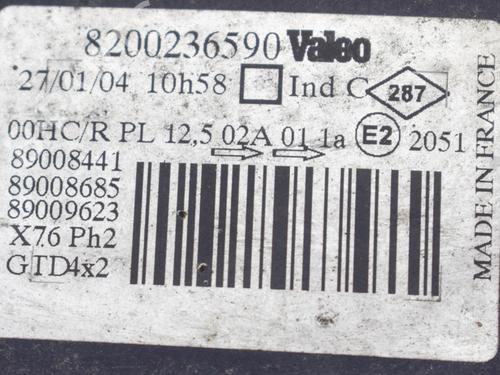 8200236590 Valeo
27/01/04 10h58 Ind C 287
00HC/R PL 12,5 02A 01 1a E2 2051
89008441
89008685
89009623
X76 Ph2
GTD4x2
MADE IN FRANCE